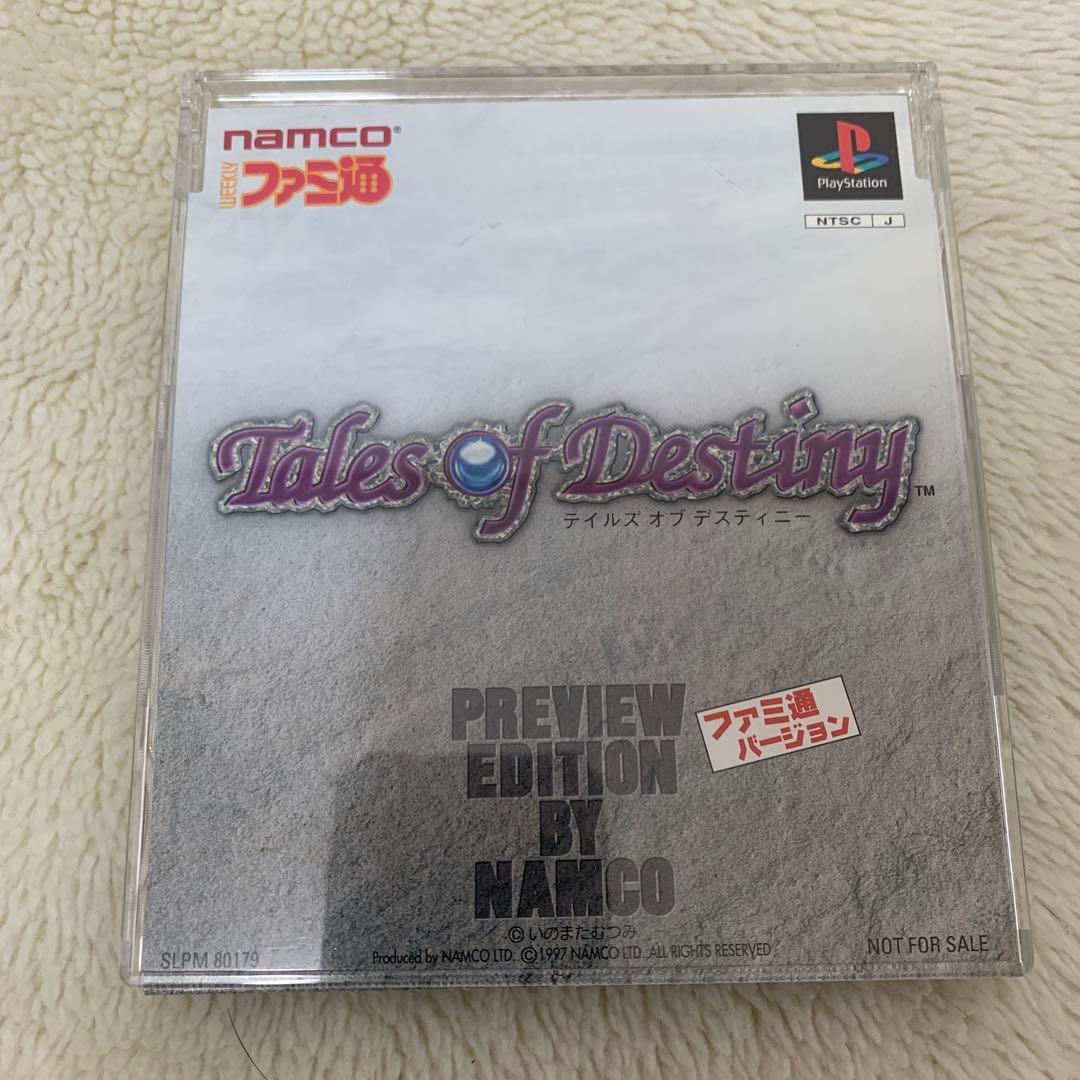 namco®
WEEKLY ファミ通
PlayStation
NTSC J
Tales of Destiny™
テイルズ オブ デスティニー
PREVIEW
EDITION
BY
NAMCO
ファミ通
バージョン
© いのまたむつみ
Produced by NAMCO LTD. ©1997 NAMCO LTD.,ALL RIGHTS RESERVED
SLPM 80179
NOT FOR SALE